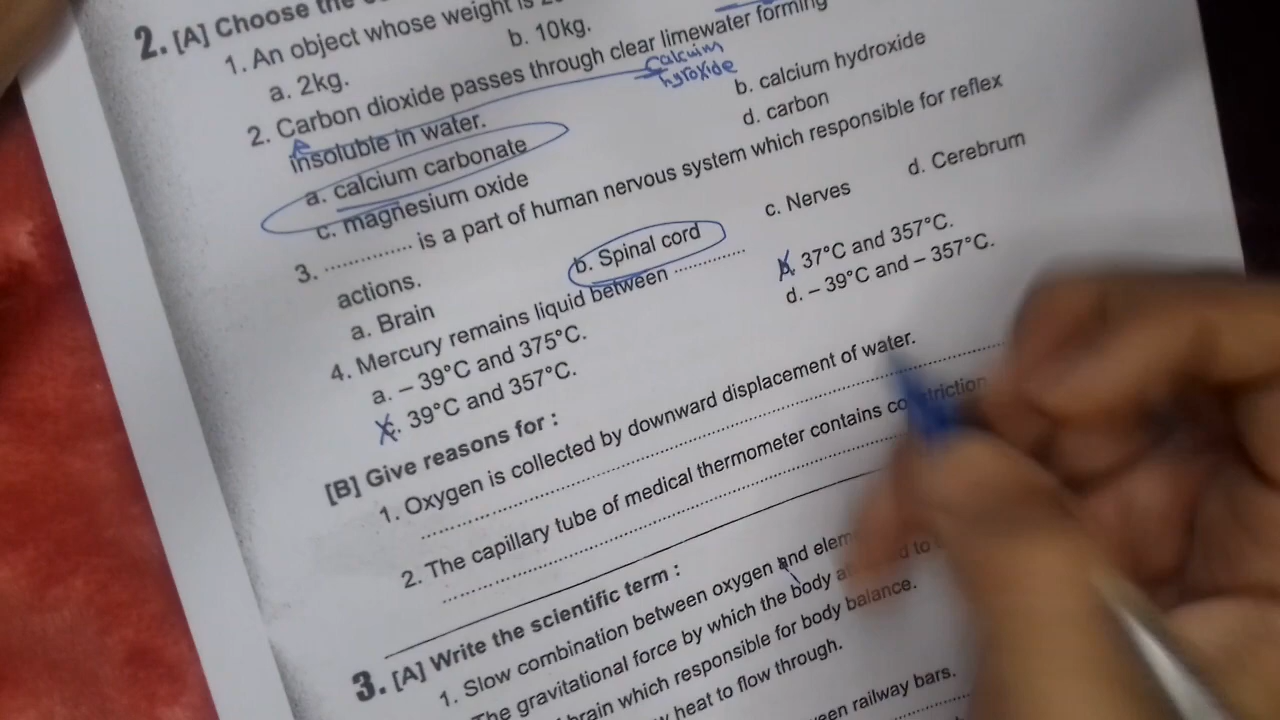 2. [A] Choose the
1. An object whose weight is
a. 2kg.
b. 10kg.
2. Carbon dioxide passes through clear limewater forming
Calcuim
hyroxide
insoluble in water.
a. calcium carbonate
b. calcium hydroxide
c. magnesium oxide
d. carbon
3. .............. is a part of human nervous system which responsible for reflex
actions.
a. Brain
b. Spinal cord
c. Nerves
d. Cerebrum
4. Mercury remains liquid between ..............
a. – 39°C and 375°C.
37°C and 357°C.
c. 39°C and 357°C.
d. – 39°C and – 357°C.
[B] Give reasons for :
1. Oxygen is collected by downward displacement of water.
2. The capillary tube of medical thermometer contains
3. [A] Write the scientific term :
1. Slow combination between oxygen and
The gravitational force by which the body
brain which responsible for body balance.
heat to flow through.
railway bars.